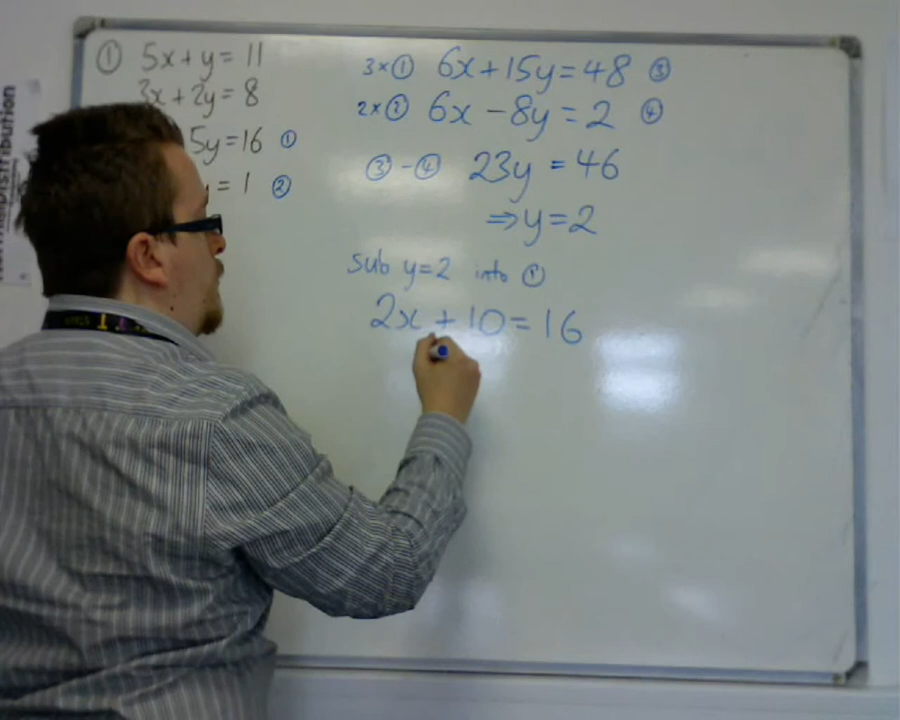 ① 5x + y = 11
3x + 2y = 8
5y = 16 ①
y = 1 ②
3×① 6x + 15y = 48 ③
2×② 6x - 8y = 2 ④
③ - ④ 23y = 46
⇒ y = 2
Sub y=2 into ①
2x + 10 = 16